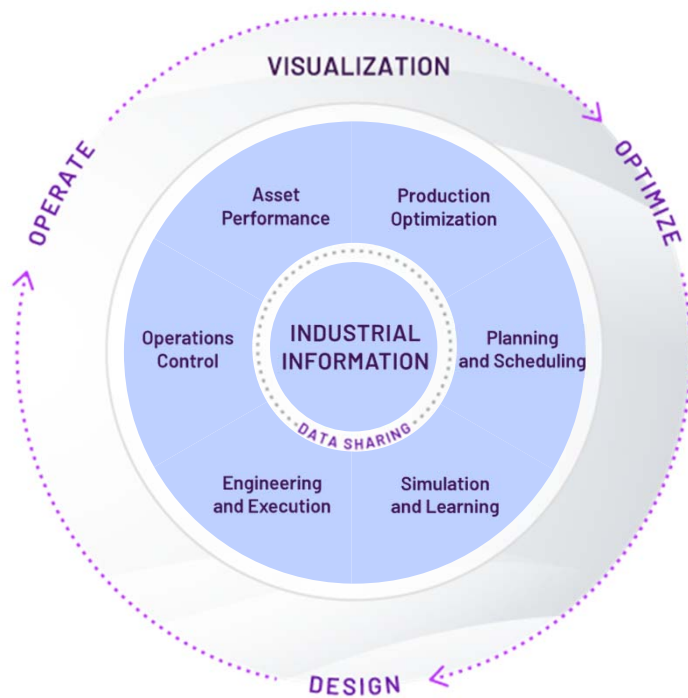 VISUALIZATION
OPERATE
OPTIMIZE
Asset
Performance
Production
Optimization
Operations
Control
INDUSTRIAL
INFORMATION
Planning
and Scheduling
DATA SHARING
Engineering
and Execution
Simulation
and Learning
DESIGN